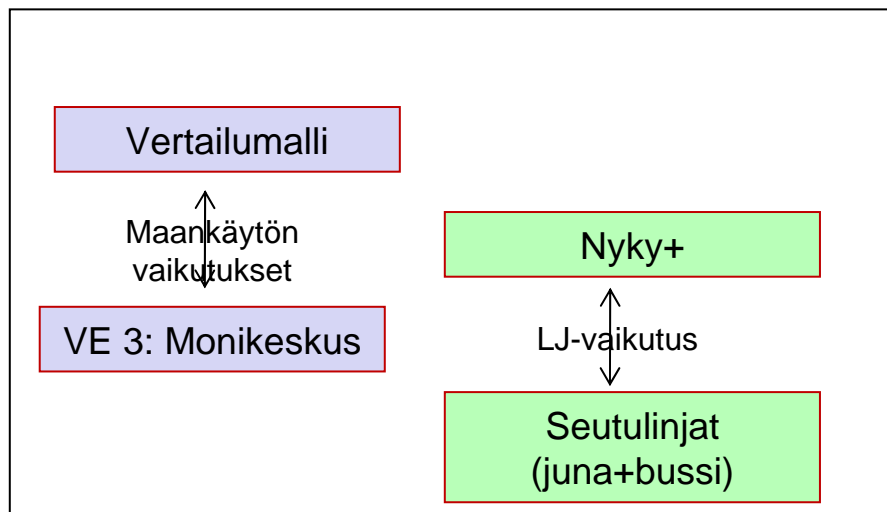 Vertailumalli
Maankäytön
vaikutukset
VE 3: Monikeskus
Nyky+
LJ-vaikutus
Seutulinjat
(juna+bussi)